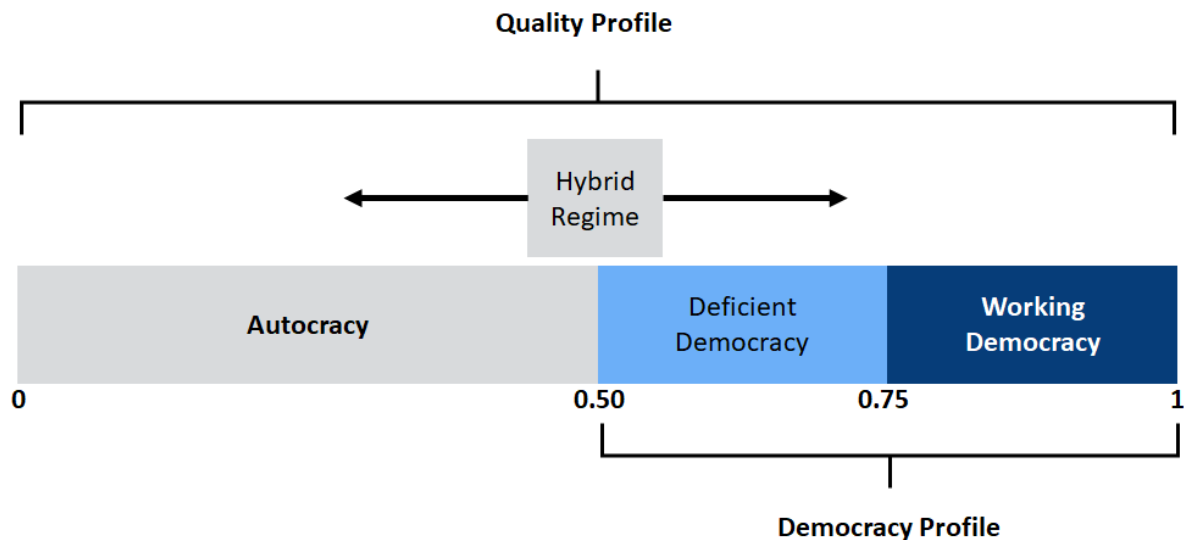 Quality Profile
Hybrid
Regime
Autocracy
Deficient
Democracy
Working
Democracy
0
0.50
0.75
1
Democracy Profile